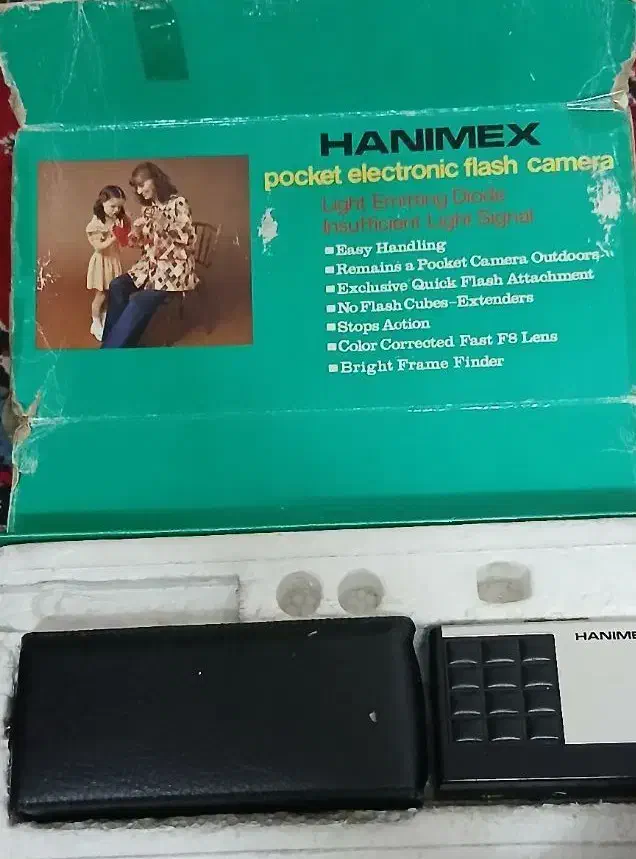 HANIMEX
pocket electronic flash camera
Light Emitting Diode
Insufficient Light Signal
Easy Handling
Remains a Pocket Camera Outdoors
Exclusive Quick Flash Attachment
No Flash Cubes-Extenders
Stops Action
Color Corrected Fast F8 Lens
Bright Frame Finder
HANIME